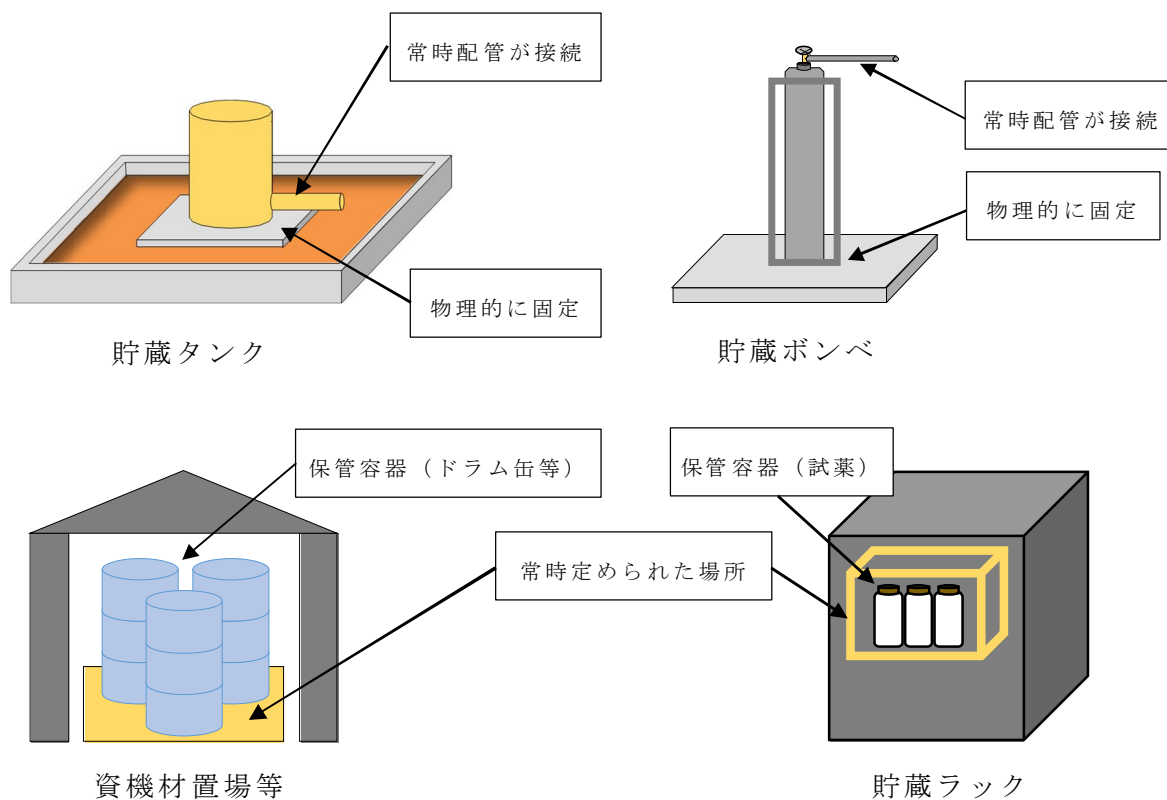 常時配管が接続
物理的に固定
貯蔵タンク
常時配管が接続
物理的に固定
貯蔵ボンベ
保管容器（ドラム缶等）
保管容器（試薬）
常時定められた場所
資機材置場等
貯蔵ラック